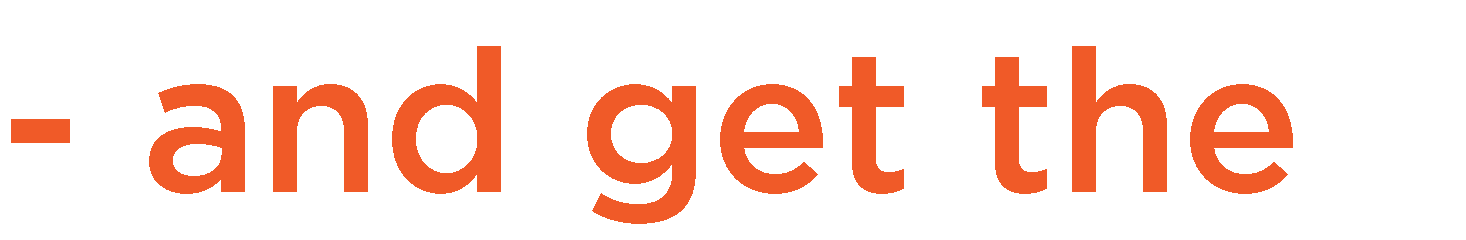 - and get the